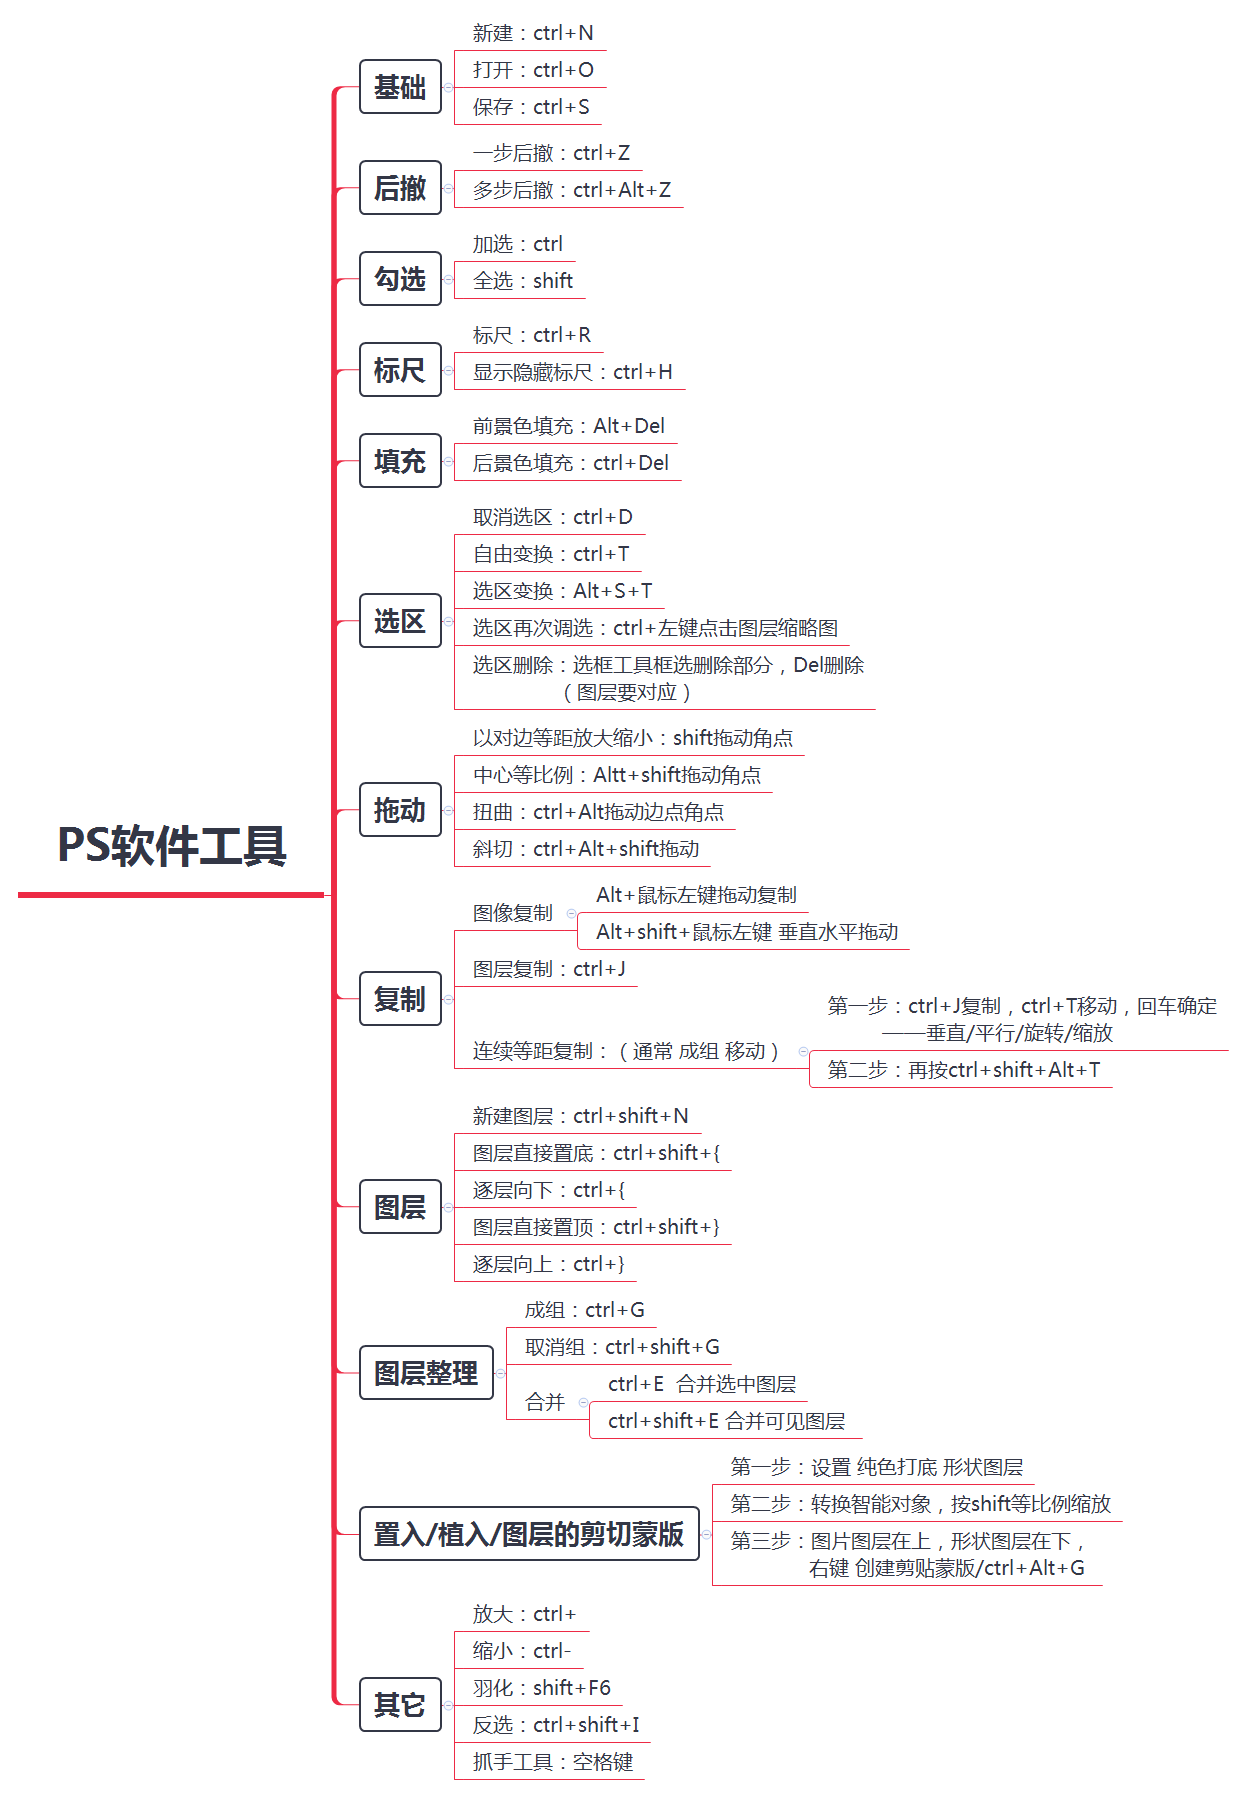 PS软件工具
基础
新建：ctrl+N
打开：ctrl+O
保存：ctrl+S
后撤
一步后撤：ctrl+Z
多步后撤：ctrl+Alt+Z
勾选
加选：ctrl
全选：shift
标尺
标尺：ctrl+R
显示隐藏标尺：ctrl+H
填充
前景色填充：Alt+Del
后景色填充：ctrl+Del
选区
取消选区：ctrl+D
自由变换：ctrl+T
选区变换：Alt+S+T
选区再次调选：ctrl+左键点击图层缩略图
选区删除：选框工具框选删除部分，Del删除
（图层要对应）
拖动
以对边等距放大缩小：shift拖动角点
中心等比例：Altt+shift拖动角点
扭曲：ctrl+Alt拖动边点角点
斜切：ctrl+Alt+shift拖动
复制
图像复制
Alt+鼠标左键拖动复制
Alt+shift+鼠标左键 垂直水平拖动
图层复制：ctrl+J
连续等距复制：（通常 成组 移动）
第一步：ctrl+J复制，ctrl+T移动，回车确定
——垂直/平行/旋转/缩放
第二步：再按ctrl+shift+Alt+T
图层
新建图层：ctrl+shift+N
图层直接置底：ctrl+shift+{
逐层向下：ctrl+{
图层直接置顶：ctrl+shift+}
逐层向上：ctrl+}
图层整理
成组：ctrl+G
取消组：ctrl+shift+G
合并
ctrl+E 合并选中图层
ctrl+shift+E 合并可见图层
置入/植入/图层的剪切蒙版
第一步：设置 纯色打底 形状图层
第二步：转换智能对象，按shift等比例缩放
第三步：图片图层在上，形状图层在下，
右键 创建剪贴蒙版/ctrl+Alt+G
其它
放大：ctrl+
缩小：ctrl-
羽化：shift+F6
反选：ctrl+shift+I
抓手工具：空格键